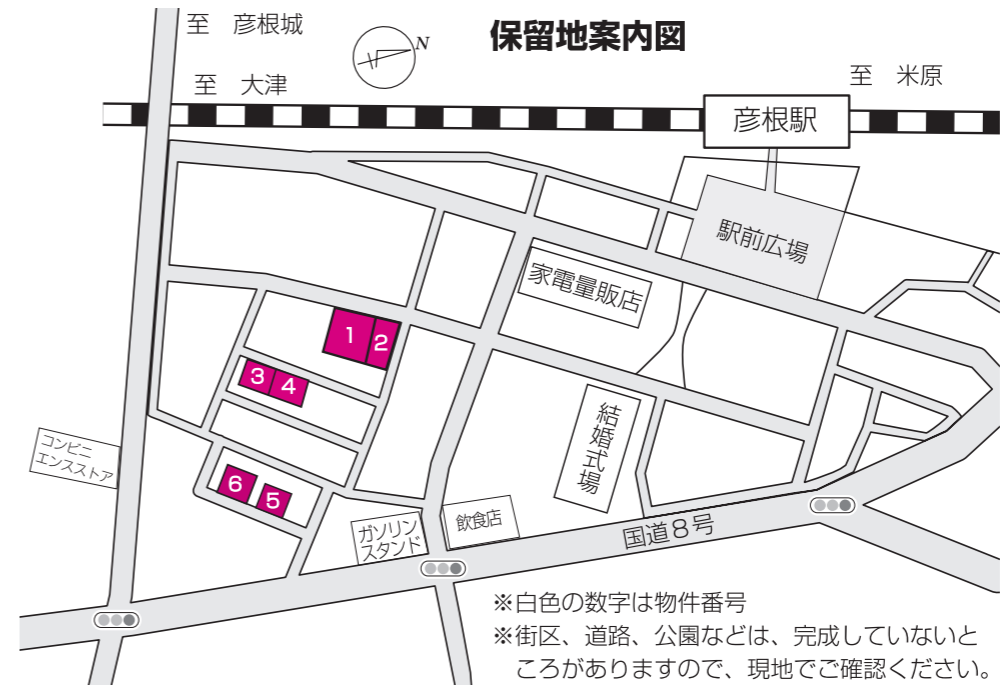 至　彦根城
保留地案内図
N
至　大津
至　米原
彦根駅
駅前広場
家電量販店
1
2
3
4
結婚式場
コンビニ
エンスストア
6
5
ガソリン
スタンド
飲食店
国道8号
※白色の数字は物件番号
※街区、道路、公園などは、完成していないと
ころがありますので、現地でご確認ください。